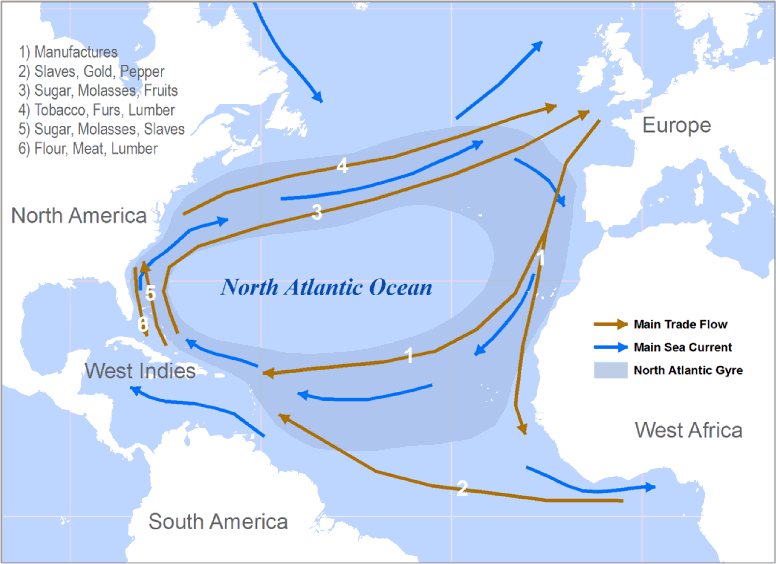 1) Manufactures
2) Slaves, Gold, Pepper
3) Sugar, Molasses, Fruits
4) Tobacco, Furs, Lumber
5) Sugar, Molasses, Slaves
6) Flour, Meat, Lumber
Europe
4
North America
3
1
North Atlantic Ocean
5
6
Main Trade Flow
Main Sea Current
North Atlantic Gyre
1
West Indies
West Africa
2
South America